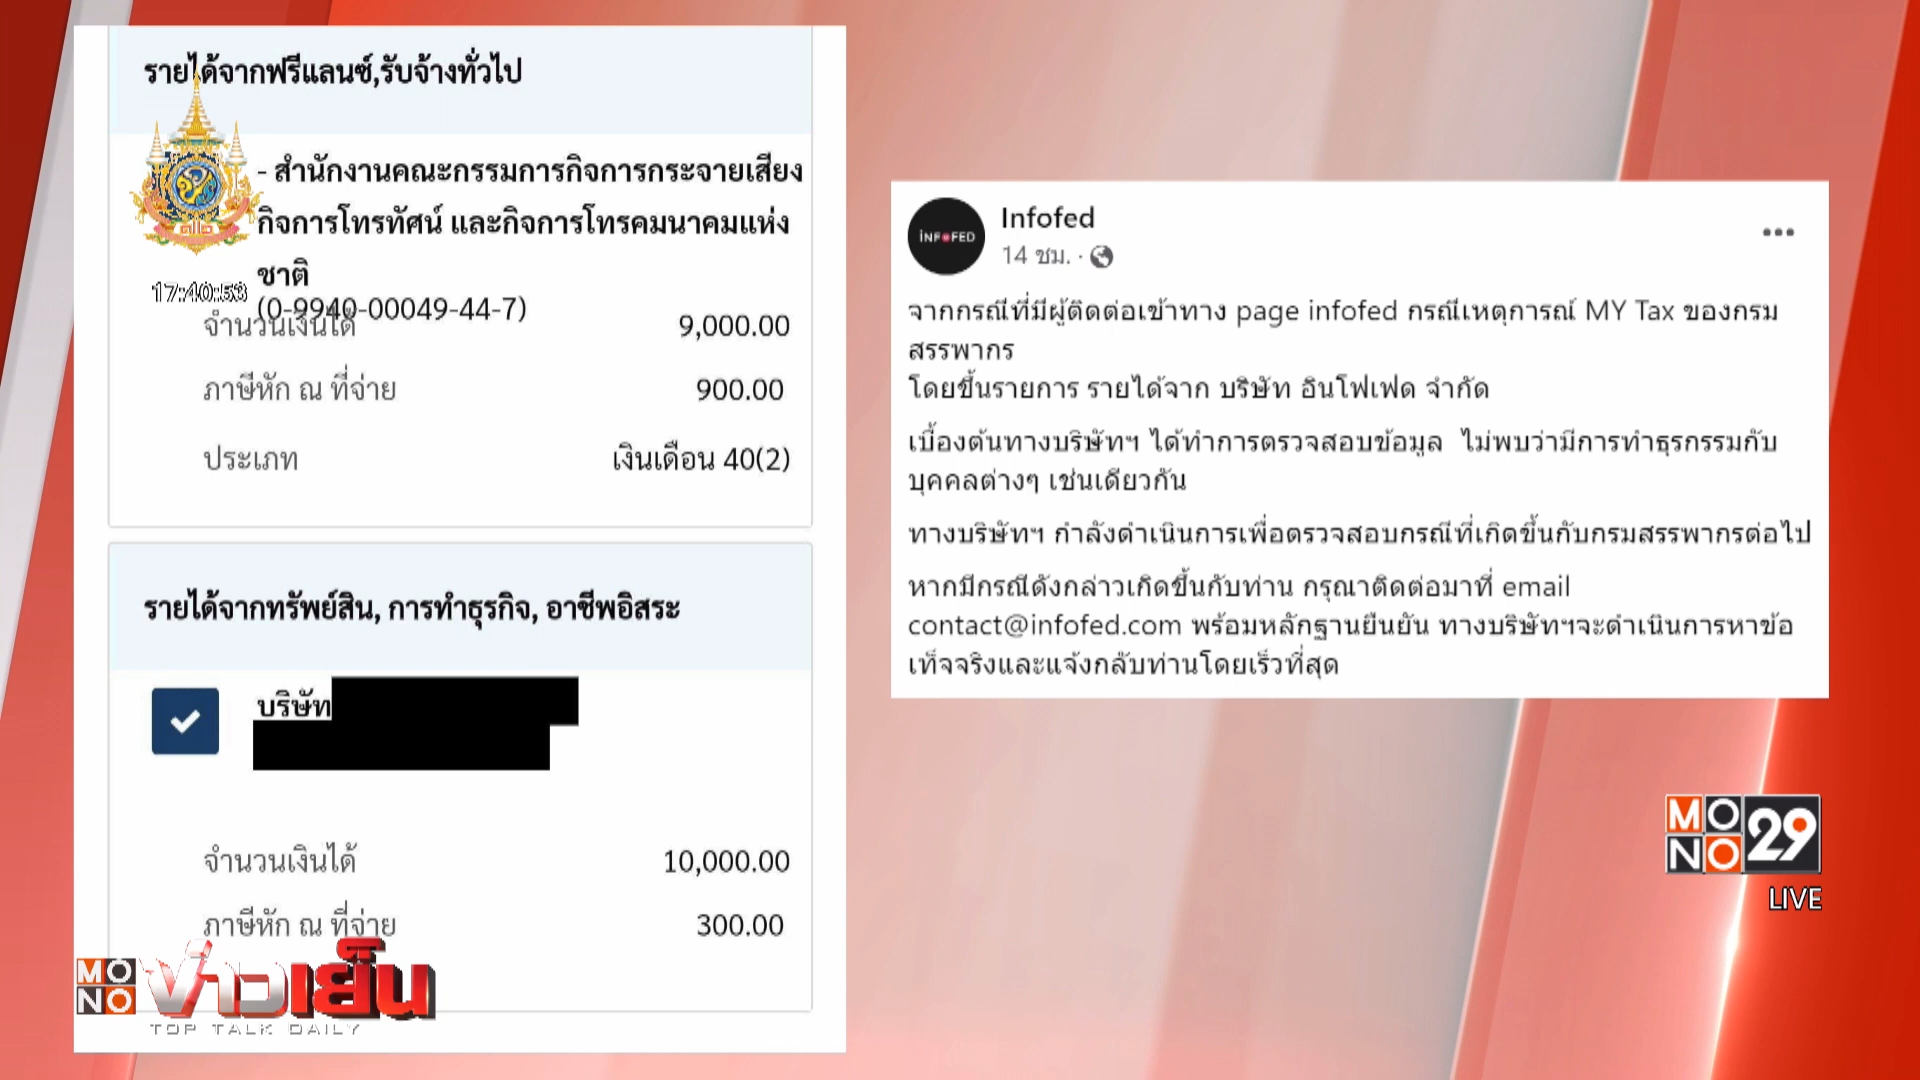 รายได้จากฟรีแลนซ์,รับจ้างทั่วไป
- สำนักงานคณะกรรมการกิจการกระจายเสียง
กิจการโทรทัศน์ และกิจการโทรคมนาคมแห่ง
ชาติ
(0-9940-00049-44-7)
17:40:53
จำนวนเงินได้ 9,000.00
ภาษีหัก ณ ที่จ่าย 900.00
ประเภท เงินเดือน 40(2)
รายได้จากทรัพย์สิน, การทำธุรกิจ, อาชีพอิสระ
บริษัท
จำนวนเงินได้ 10,000.00
ภาษีหัก ณ ที่จ่าย 300.00
MONO ข่าวเย็น
TOP TALK DAILY
INFOFED
Infofed
14 ชม. ·
จากกรณีที่มีผู้ติดต่อเข้าทาง page infofed กรณีเหตุการณ์ MY Tax ของกรม
สรรพากร
โดยขึ้นรายการ รายได้จาก บริษัท อินโฟเฟด จำกัด
เบื้องต้นทางบริษัทฯ ได้ทำการตรวจสอบข้อมูล ไม่พบว่ามีการทำธุรกรรมกับ
บุคคลต่างๆ เช่นเดียวกัน
ทางบริษัทฯ กำลังดำเนินการเพื่อตรวจสอบกรณีที่เกิดขึ้นกับกรมสรรพากรต่อไป
หากมีกรณีดังกล่าวเกิดขึ้นกับท่าน กรุณาติดต่อมาที่ email
contact@infofed.com พร้อมหลักฐานยืนยัน ทางบริษัทฯจะดำเนินการหาข้อ
เท็จจริงและแจ้งกลับท่านโดยเร็วที่สุด
MONO 29
LIVE